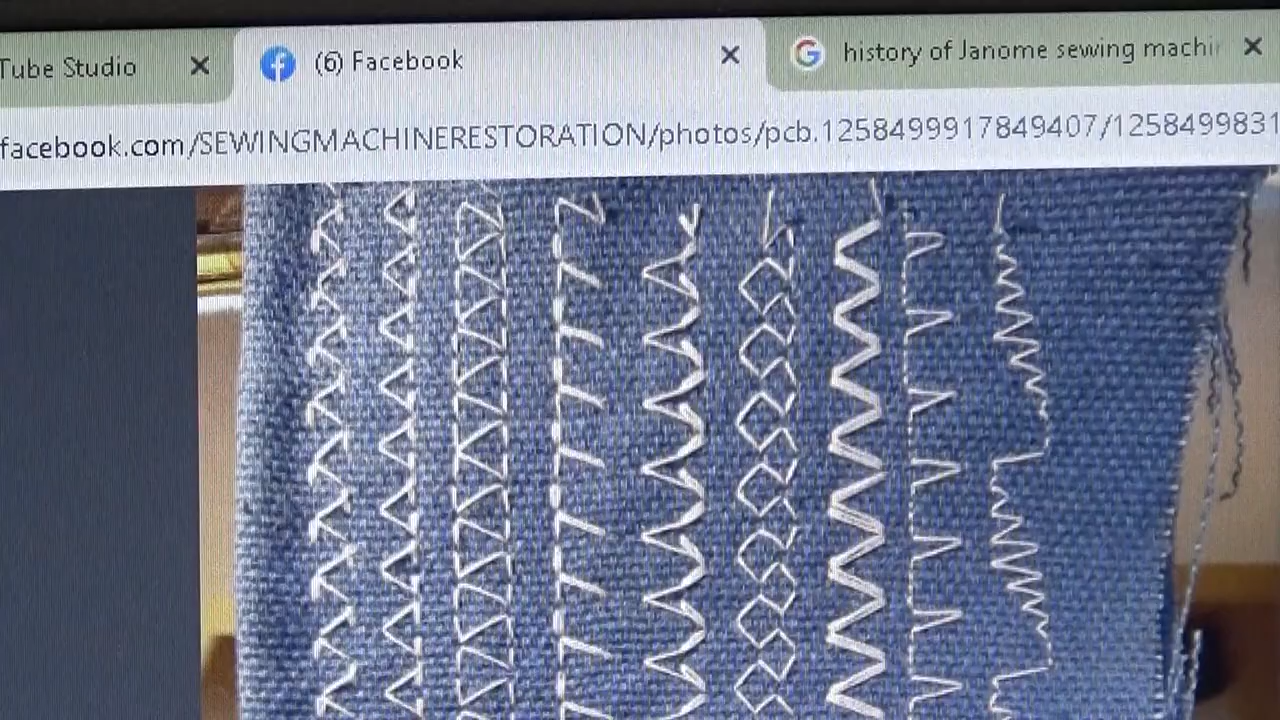 Tube Studio
(6) Facebook
history of Janome sewing machi
facebook.com/SEWINGMACHINERESTORATION/photos/pcb.1258499917849407/1258499831